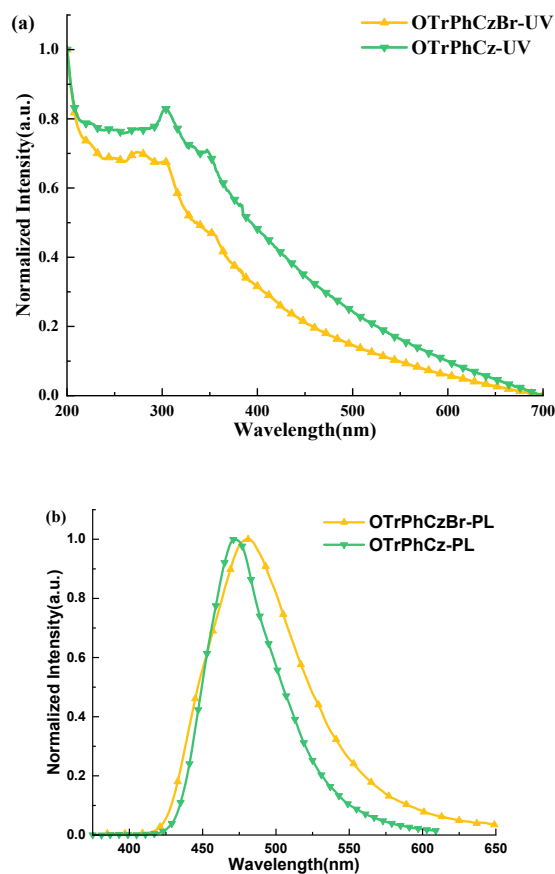 (a)
OTrPhCzBr-UV
OTrPhCz-UV
Normalized Intensity(a.u.)
1.0
0.8
0.6
0.4
0.2
0.0
200 300 400 500 600 700
Wavelength(nm)
(b)
OTrPhCzBr-PL
OTrPhCz-PL
Normalized Intensity(a.u.)
1.0
0.8
0.6
0.4
0.2
0.0
400 450 500 550 600 650
Wavelength(nm)